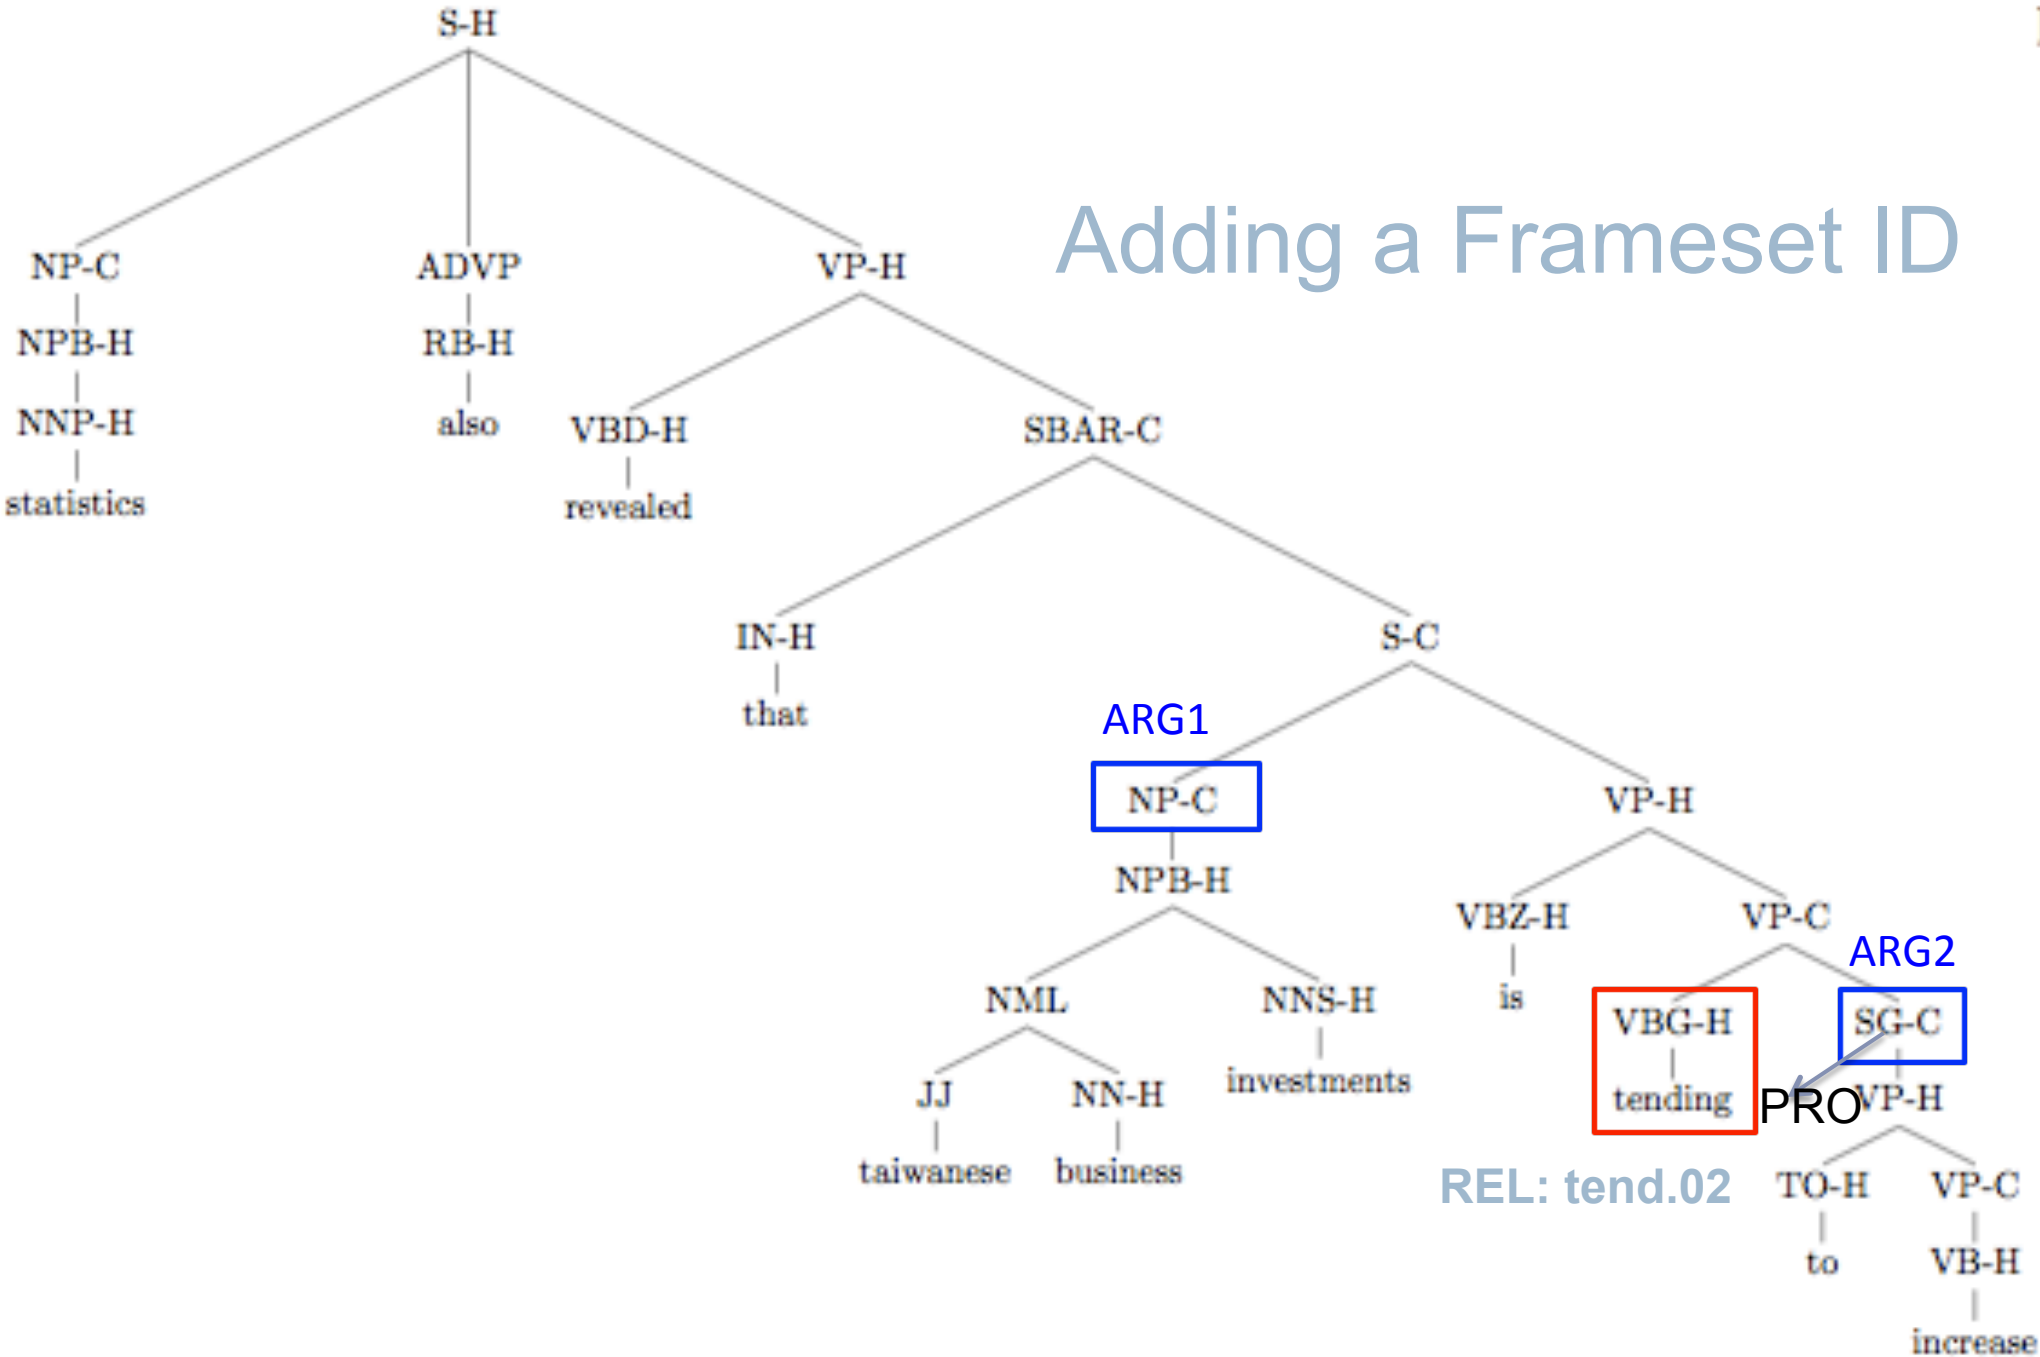 S-H
Adding a Frameset ID
NP-C ADVP VP-H
NPB-H RB-H
NNP-H also VBD-H SBAR-C
statistics revealed
IN-H S-C
that
ARG1
NP-C VP-H
NPB-H
VBZ-H VP-C
ARG2
NML NNS-H is VBG-H SG-C
JJ NN-H investments tending PRO VP-H
taiwanese business REL: tend.02 TO-H VP-C
to VB-H
increase